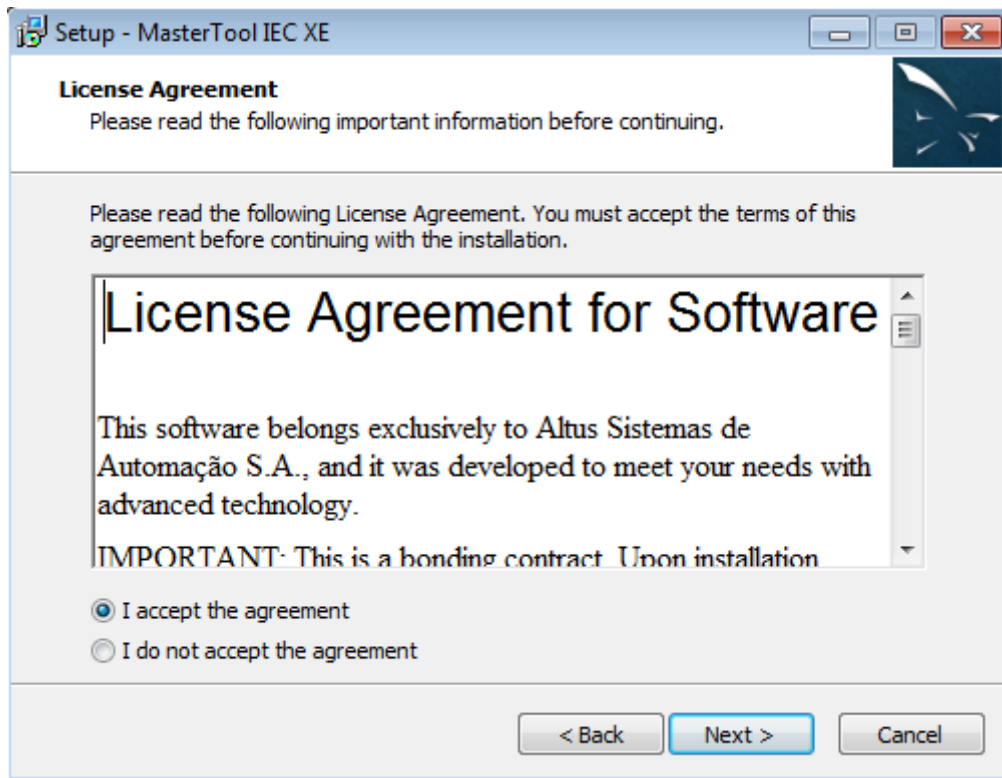 Setup - MasterTool IEC XE
License Agreement
Please read the following important information before continuing.
Please read the following License Agreement. You must accept the terms of this
agreement before continuing with the installation.
License Agreement for Software
This software belongs exclusively to Altus Sistemas de
Automação S.A., and it was developed to meet your needs with
advanced technology.
IMPORTANT: This is a bonding contract. Upon installation
I accept the agreement
I do not accept the agreement
< Back
Next >
Cancel